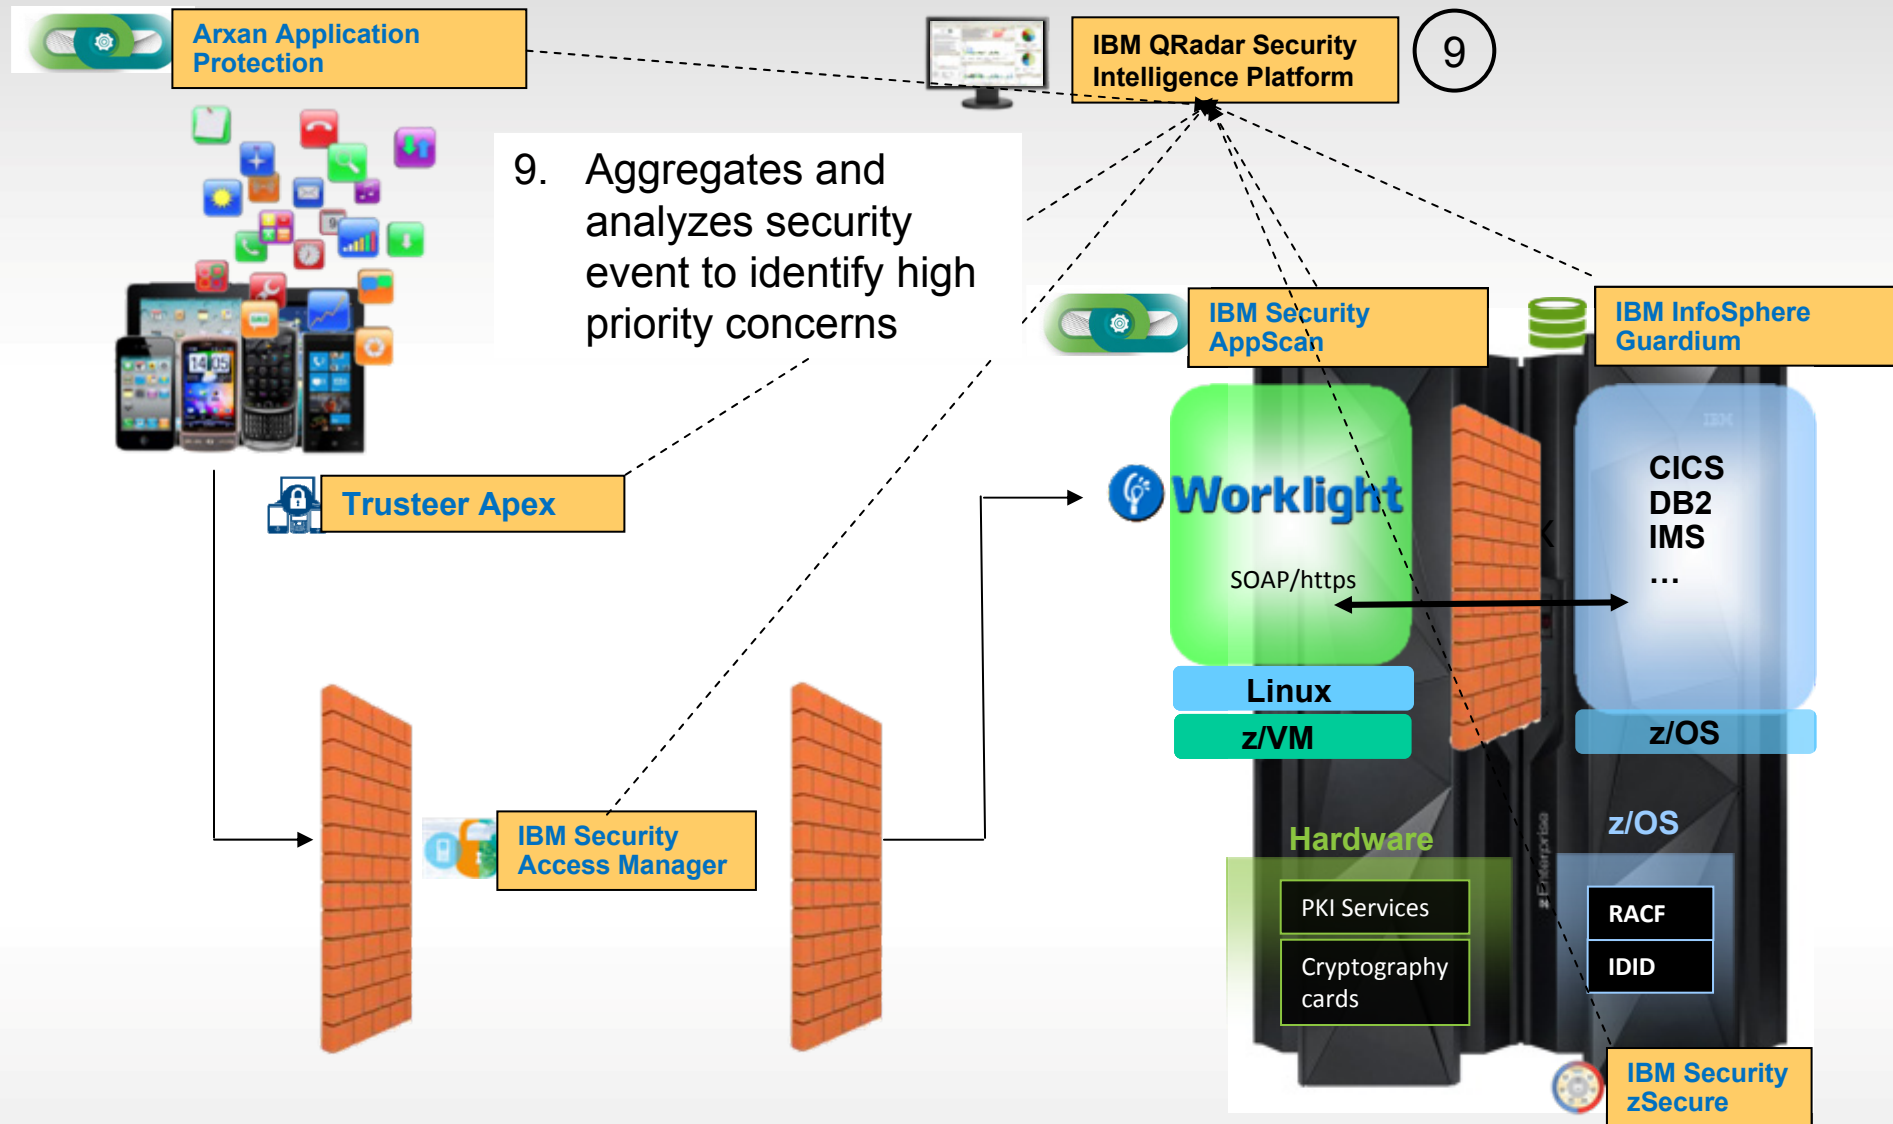 Arxan Application
Protection
IBM QRadar Security
Intelligence Platform
9
9. Aggregates and
analyzes security
event to identify high
priority concerns
IBM Security
AppScan
IBM InfoSphere
Guardium
Trusteer Apex
Worklight
SOAP/https
IBM
CICS
DB2
IMS
…
Linux
z/VM
z/OS
IBM Security
Access Manager
Hardware
PKI Services
Cryptography
cards
zEnterprise
z/OS
RACF
IDID
IBM Security
zSecure